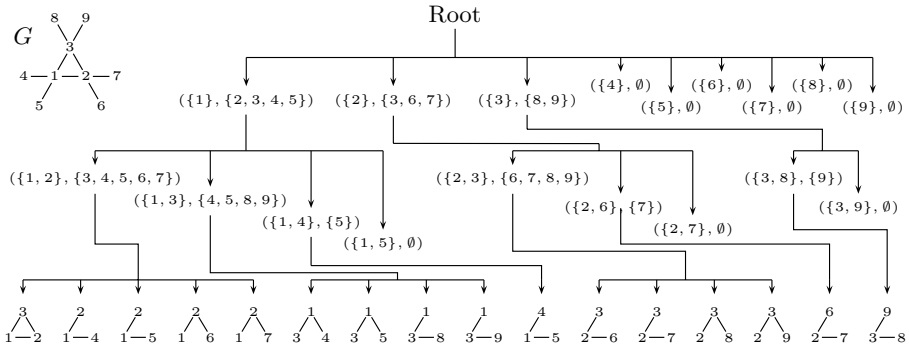 Root
8 9
G
3
4 1 2 7
5 6
({4}, ∅) ({6}, ∅) ({8}, ∅)
({1}, {2, 3, 4, 5}) ({2}, {3, 6, 7}) ({3}, {8, 9})
({5}, ∅) ({7}, ∅) ({9}, ∅)
({1, 2}, {3, 4, 5, 6, 7}) ({2, 3}, {6, 7, 8, 9}) ({3, 8}, {9})
({1, 3}, {4, 5, 8, 9}) ({2, 6}, {7}) ({3, 9}, ∅)
({1, 4}, {5}) ({2, 7}, ∅)
({1, 5}, ∅)
3 2 2 2 2 1 1 1 1 4 3 3 3 3 6 9
1 2 1 4 1 5 1 6 1 7 3 4 3 5 3 8 3 9 1 5 2 6 2 7 2 8 2 9 2 7 3 8